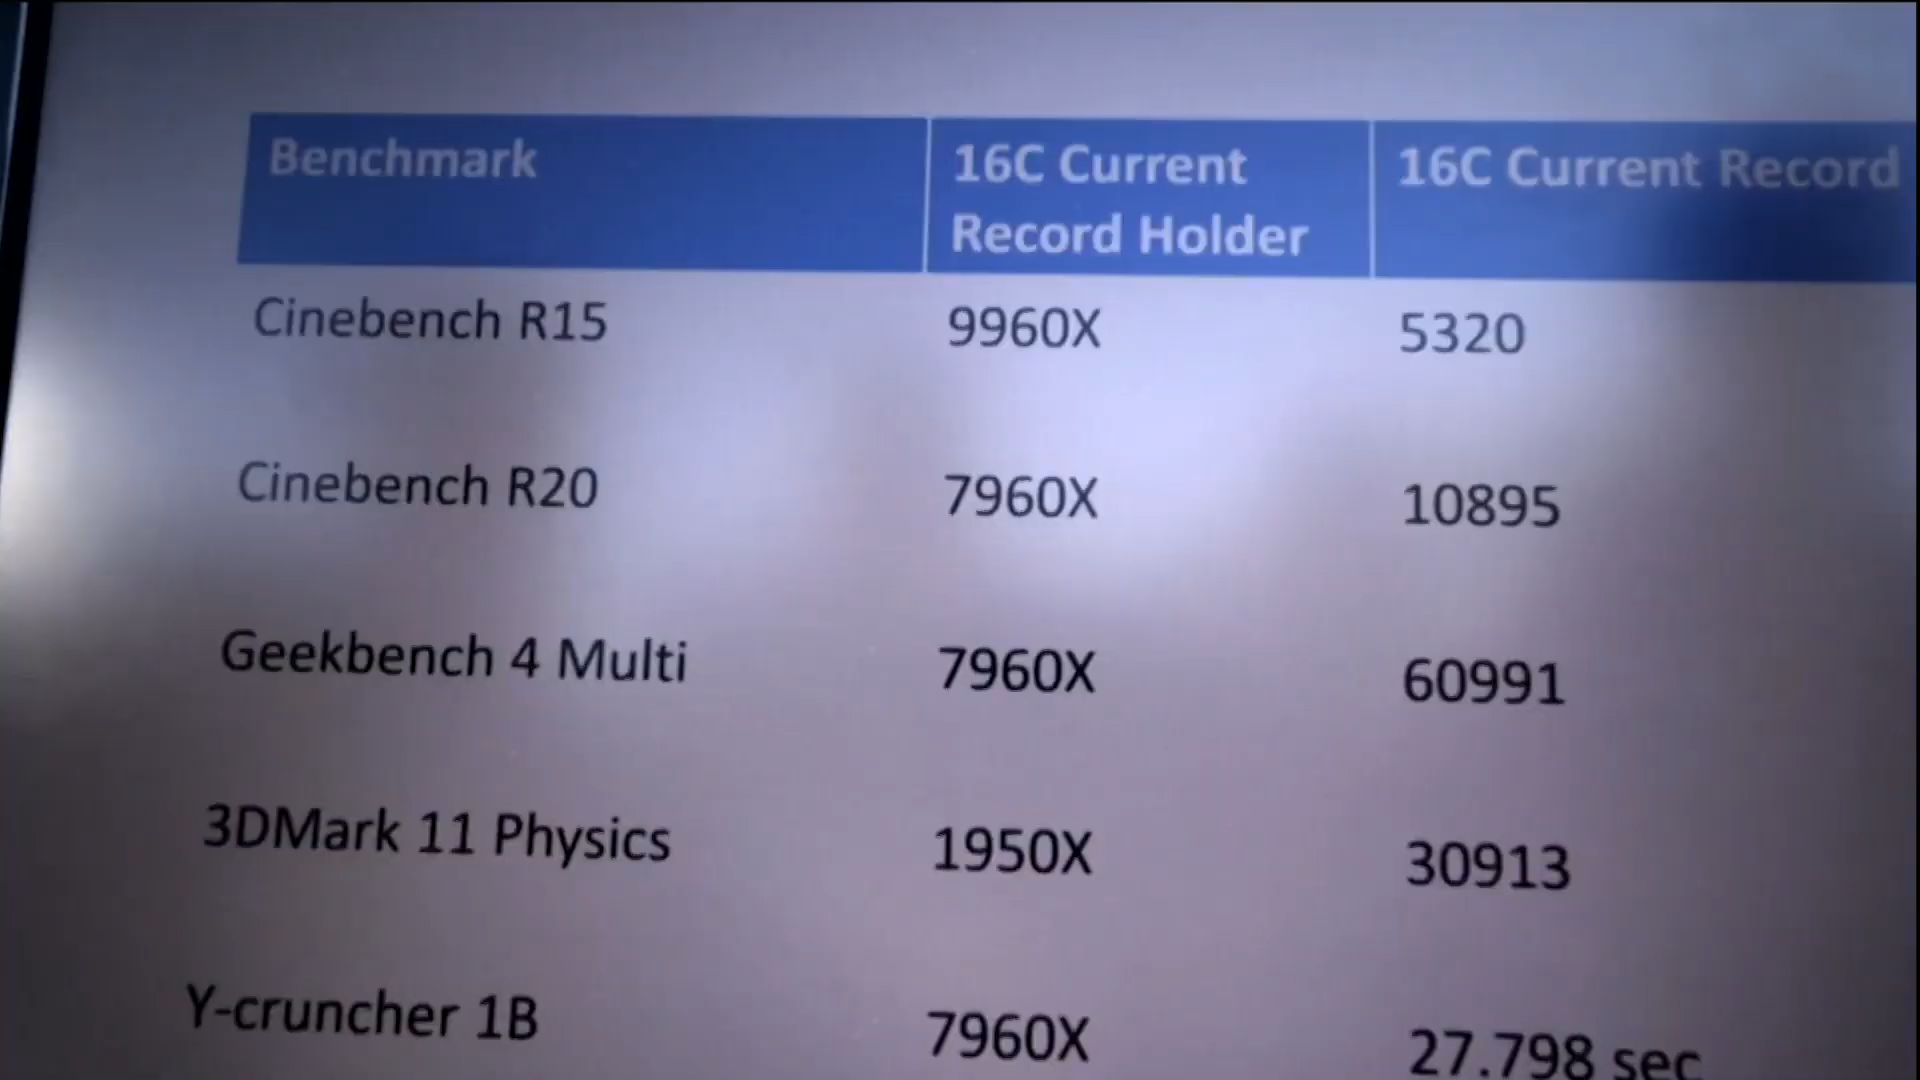 Benchmark 16C Current Record Holder 16C Current Record
Cinebench R15 9960X 5320
Cinebench R20 7960X 10895
Geekbench 4 Multi 7960X 60991
3DMark 11 Physics 1950X 30913
Y-cruncher 1B 7960X 27.798 sec